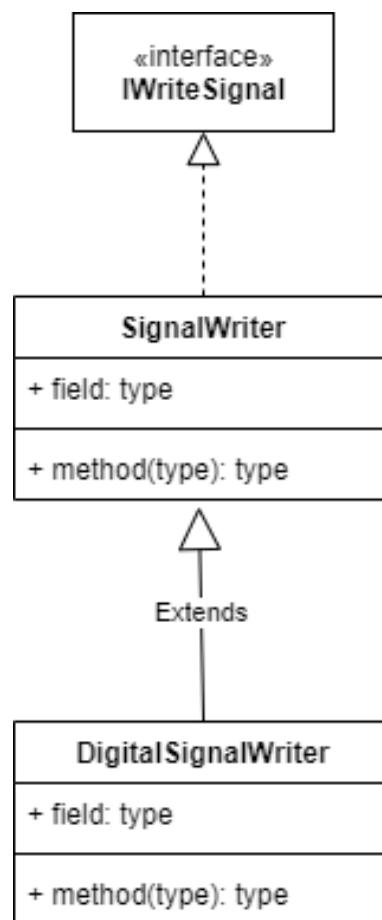 «interface»
IWriteSignal
SignalWriter
+ field: type
+ method(type): type
Extends
DigitalSignalWriter
+ field: type
+ method(type): type